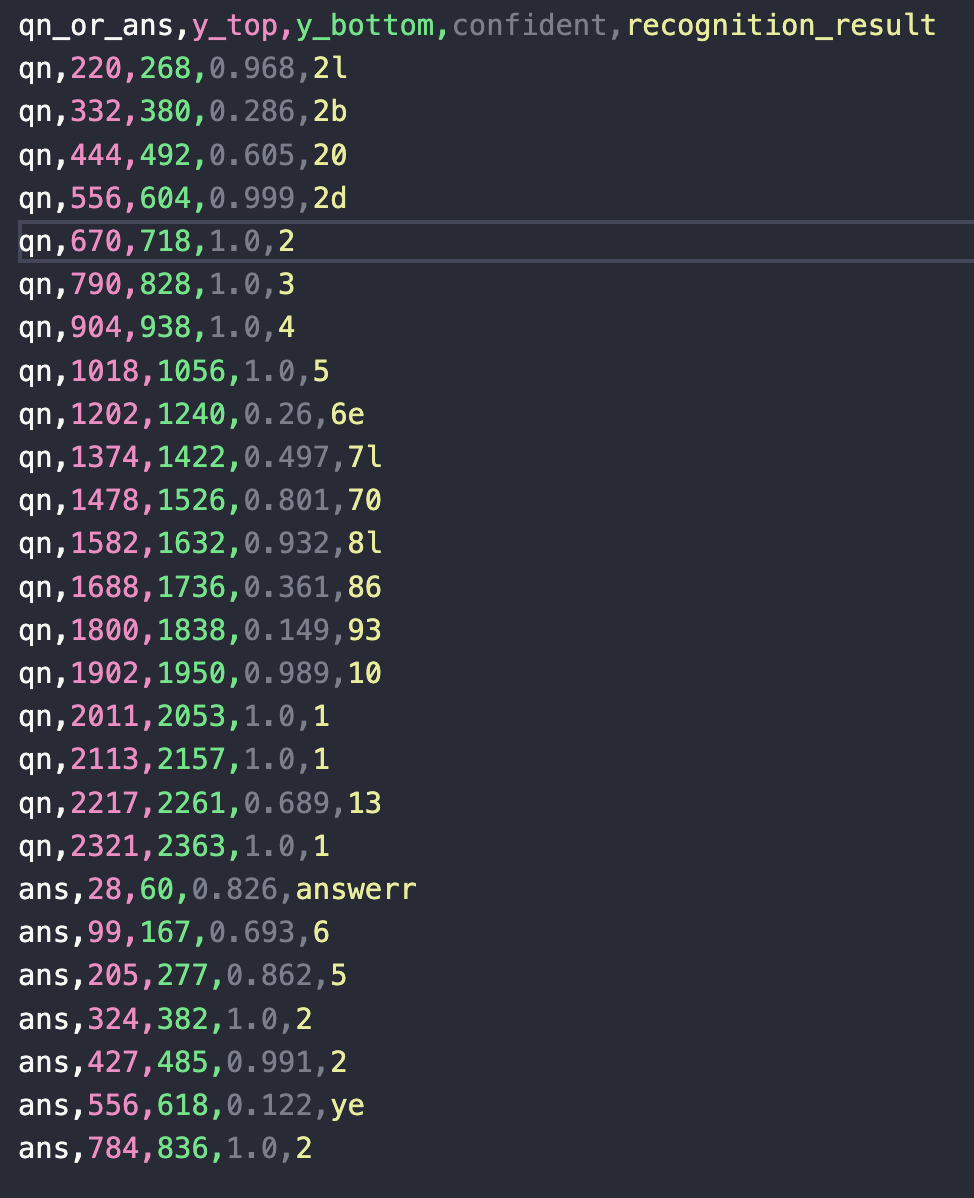 qn_or_ans,y_top,y_bottom,confident,recognition_result
qn,220,268,0.968,2l
qn,332,380,0.286,2b
qn,444,492,0.605,20
qn,556,604,0.999,2d
qn,670,718,1.0,2
qn,790,828,1.0,3
qn,904,938,1.0,4
qn,1018,1056,1.0,5
qn,1202,1240,0.26,6e
qn,1374,1422,0.497,7l
qn,1478,1526,0.801,70
qn,1582,1632,0.932,8l
qn,1688,1736,0.361,86
qn,1800,1838,0.149,93
qn,1902,1950,0.989,10
qn,2011,2053,1.0,1
qn,2113,2157,1.0,1
qn,2217,2261,0.689,13
qn,2321,2363,1.0,1
ans,28,60,0.826,answerr
ans,99,167,0.693,6
ans,205,277,0.862,5
ans,324,382,1.0,2
ans,427,485,0.991,2
ans,556,618,0.122,ye
ans,784,836,1.0,2